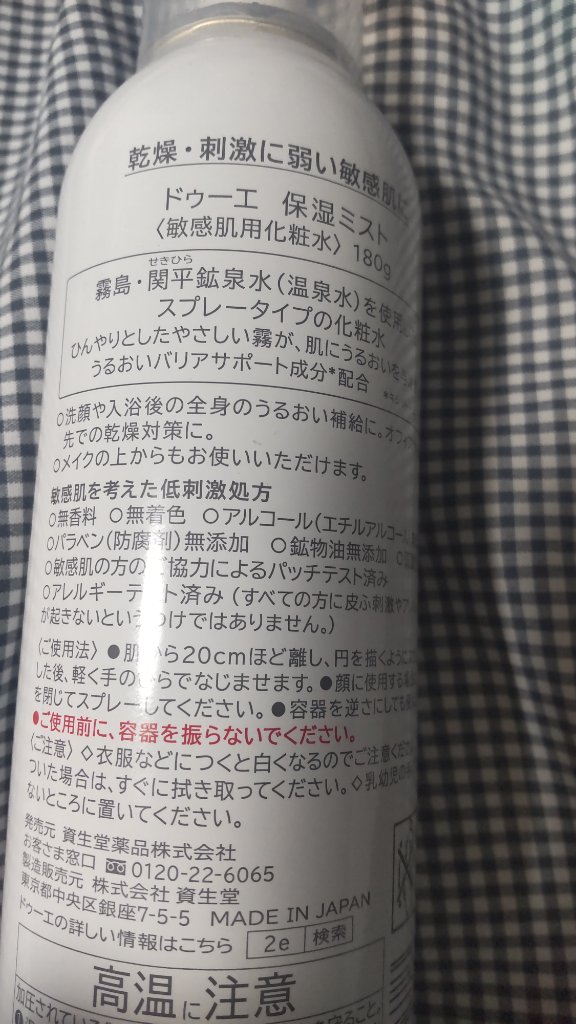 乾燥・刺激に弱い敏感肌に
ドゥーエ 保湿ミスト
〈敏感肌用化粧水〉 180g
せきひら
霧島・関平鉱泉水(温泉水)を使用
スプレータイプの化粧水
ひんやりとしたやさしい霧が、肌にうるおいを
うるおいバリアサポート成分*配合
○洗顔や入浴後の全身のうるおい補給に。オフィ
先での乾燥対策に。
○メイクの上からもお使いいただけます。
敏感肌を考えた低刺激処方
○無香料 ○無着色 ○アルコール(エチルアルコール)
○パラベン(防腐剤)無添加 ○鉱物油無添加
○敏感肌の方のご協力によるパッチテスト済み
○アレルギーテスト済み(すべての方に皮ふ刺激や
が起きないというわけではありません。)
〈ご使用法〉●肌から20cmほど離し、円を描くように
した後、軽く手のひらでなじませます。●顔に使用する
を閉じてスプレーしてください。●容器を逆さにしても
●ご使用前に、容器を振らないでください。
〈ご注意〉◇衣服などにつくと白くなるのでご注意くだ
ついた場合は、すぐに拭き取ってください。◇乳幼児の手
ないところに置いてください。
発売元 資生堂薬品株式会社
お客さま窓口 0120-22-6065
製造販売元 株式会社 資生堂
東京都中央区銀座7-5-5 MADE IN JAPAN
ドゥーエの詳しい情報はこちら 2e 検索
高温に注意
加圧されている